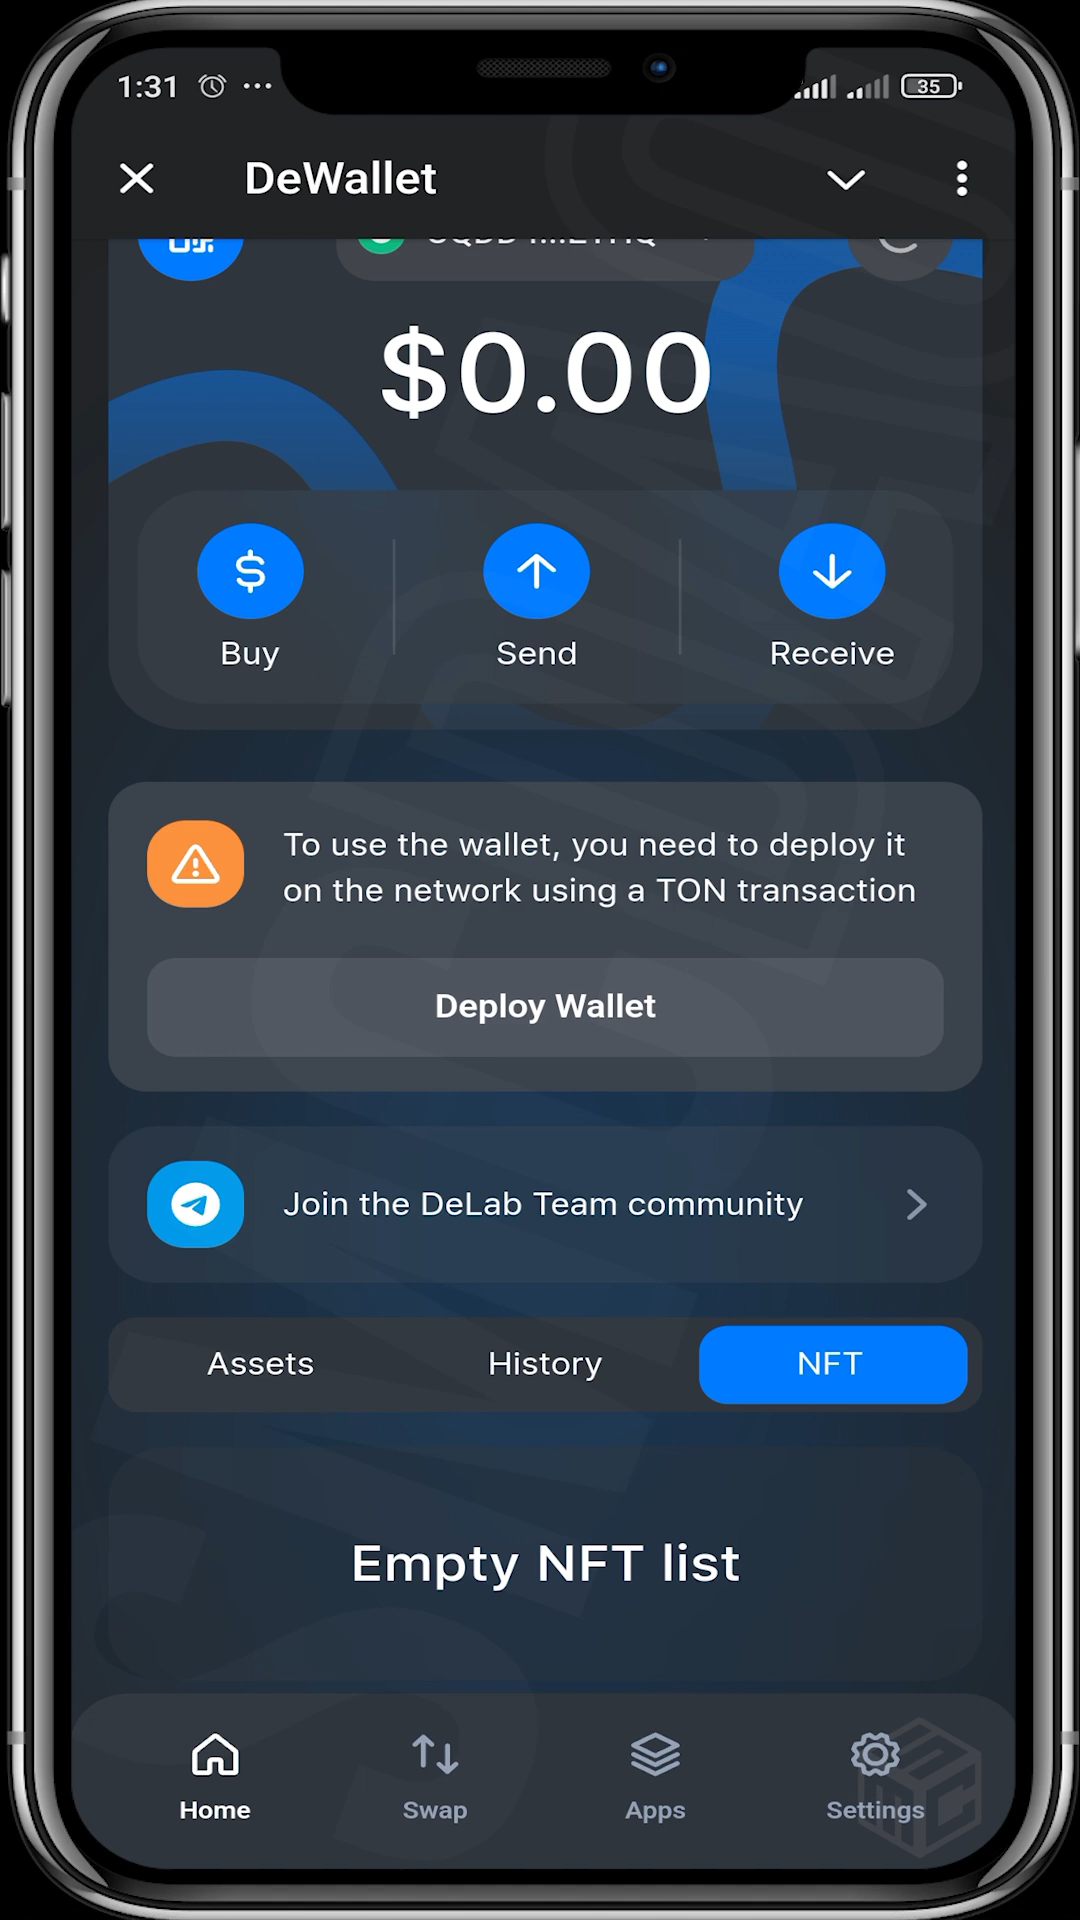 1:31
35
DeWallet
$0.00
Buy
Send
Receive
To use the wallet, you need to deploy it
on the network using a TON transaction
Deploy Wallet
Join the DeLab Team community
Assets
History
NFT
Empty NFT list
Home
Swap
Apps
Settings